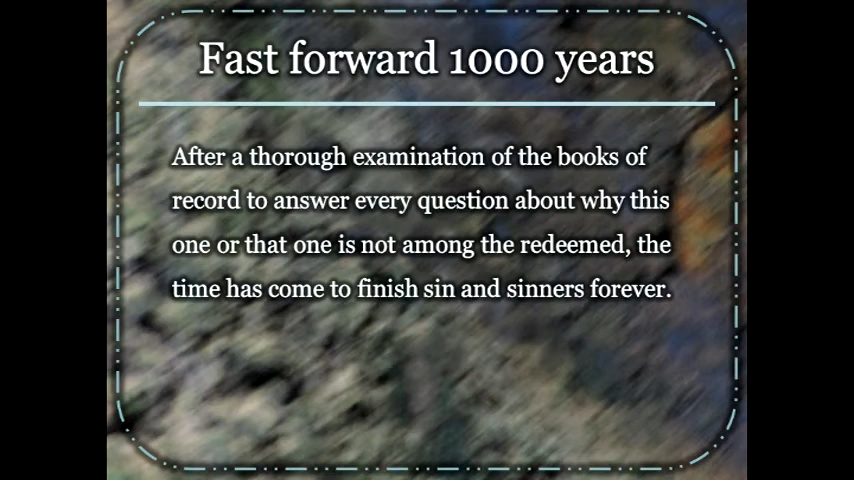 Fast forward 1000 years
After a thorough examination of the books of
record to answer every question about why this
one or that one is not among the redeemed, the
time has come to finish sin and sinners forever.